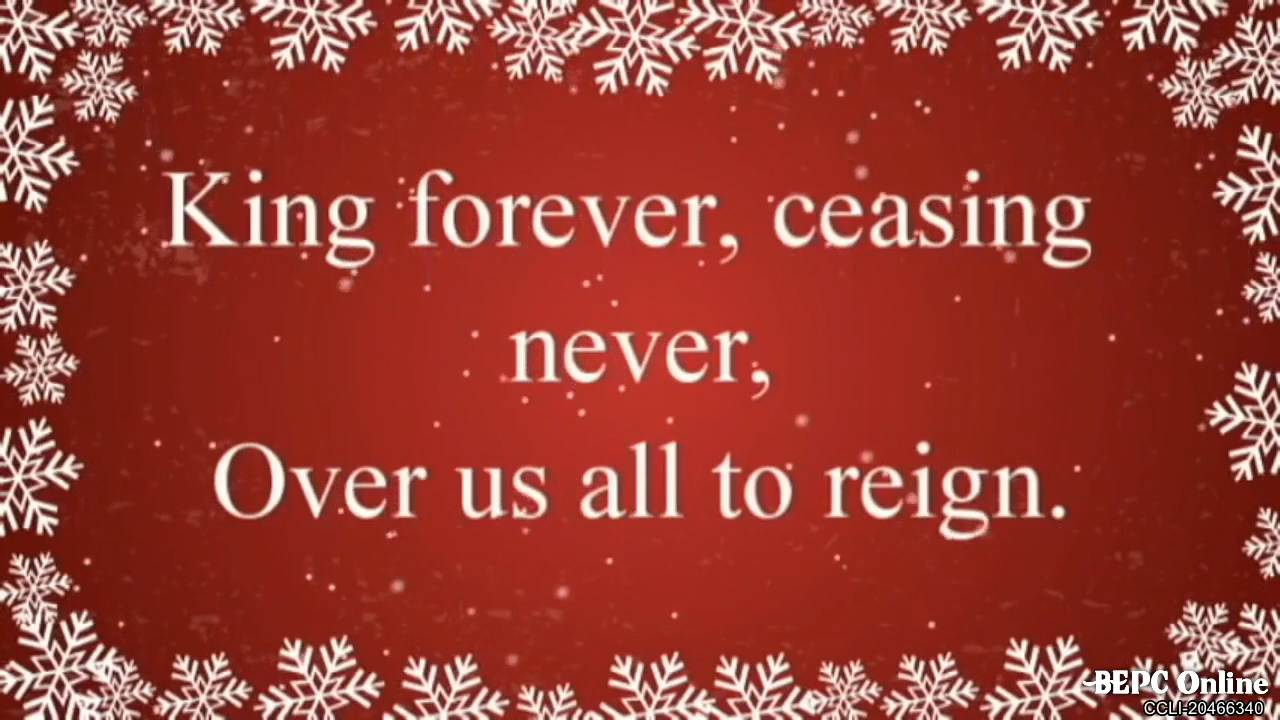 King forever, ceasing
never,
Over us all to reign.
BEPC Online
CCLI-20466340